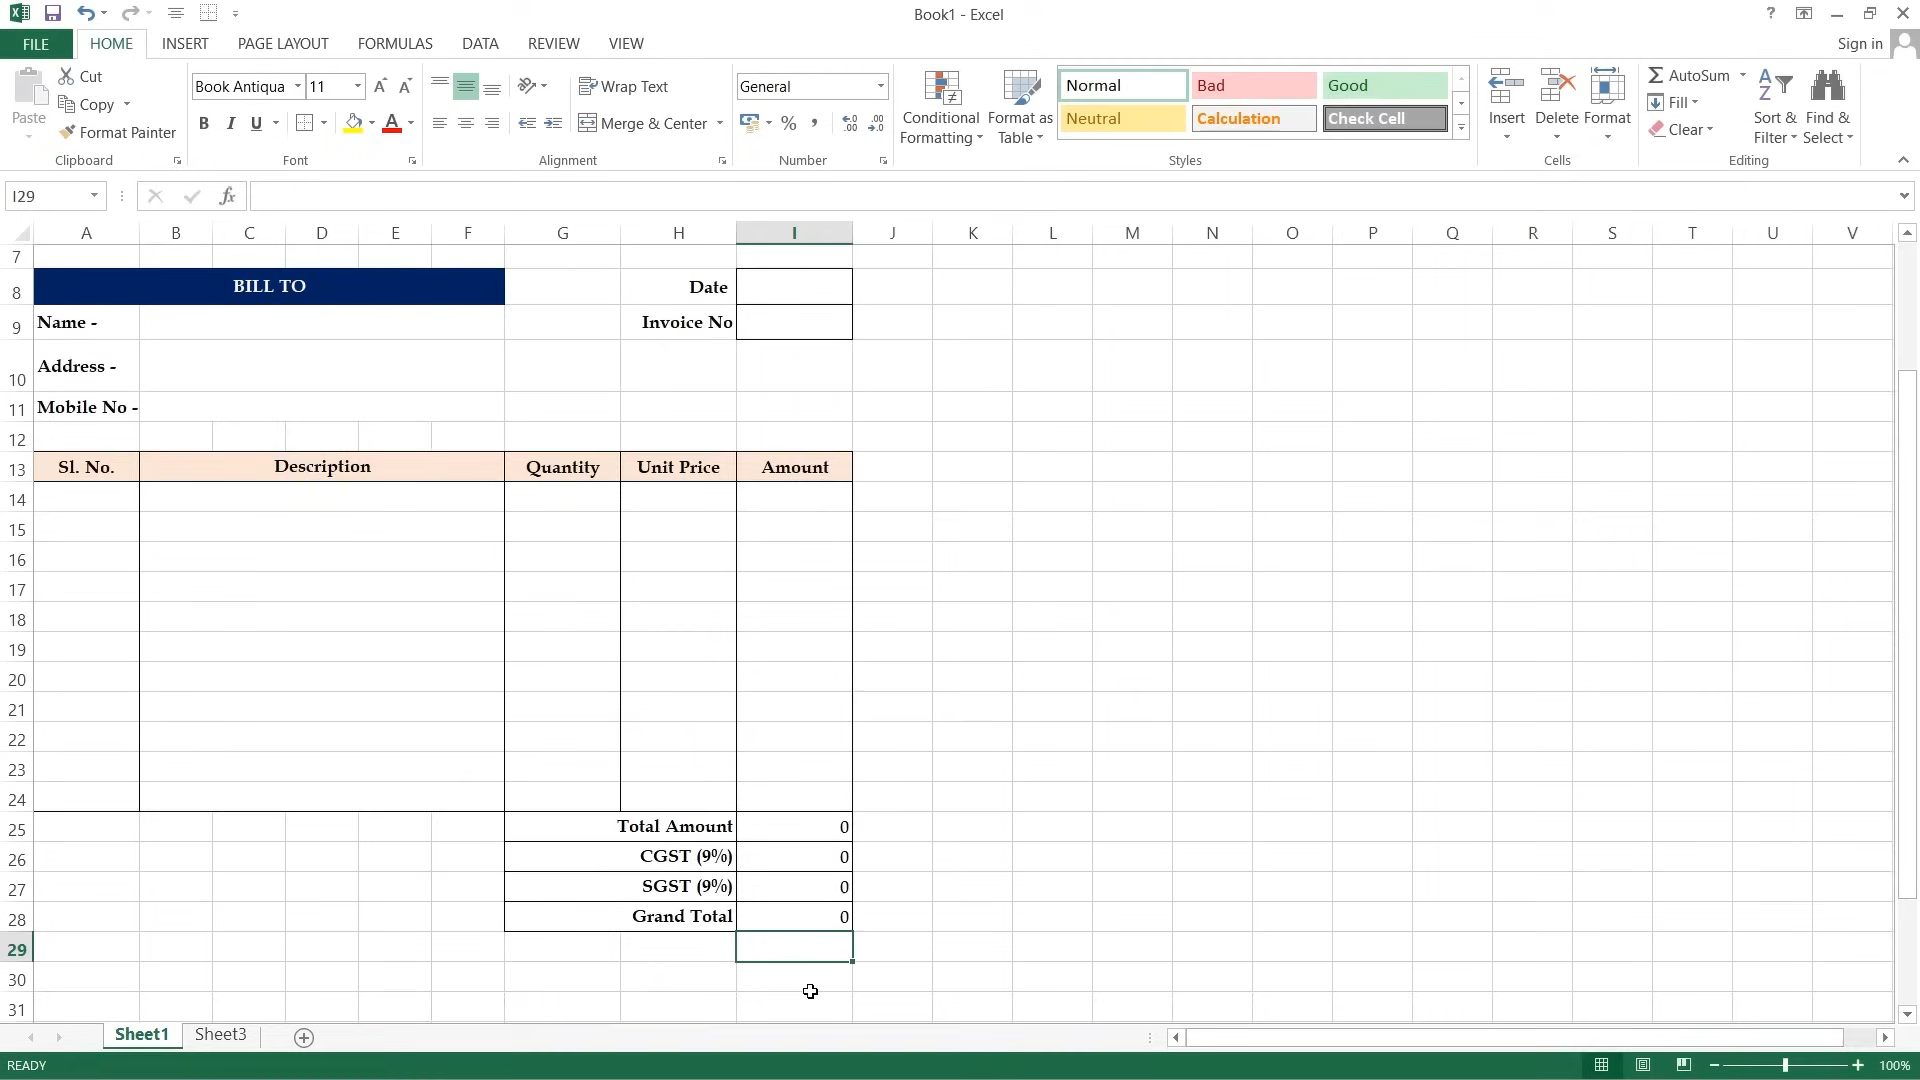 Book1 - Excel
?
FILE HOME INSERT PAGE LAYOUT FORMULAS DATA REVIEW VIEW Sign in
Paste
Cut
Copy
Format Painter
Clipboard
Book Antiqua 11
B I U
Font
Wrap Text
Merge & Center
Alignment
General
% ,
Number
Conditional Formatting
Format as Table
Normal Bad Good
Neutral Calculation Check Cell
Styles
Insert Delete Format
Cells
AutoSum
Fill
Clear
Sort & Filter
Find & Select
Editing
I29 fx
A B C D E F G H I J K L M N O P Q R S T U V
7
8 BILL TO Date
9 Name - Invoice No
10 Address -
11 Mobile No -
12
13 Sl. No. Description Quantity Unit Price Amount
14
15
16
17
18
19
20
21
22
23
24
25 Total Amount 0
26 CGST (9%) 0
27 SGST (9%) 0
28 Grand Total 0
29
30
31
Sheet1 Sheet3
READY 100%